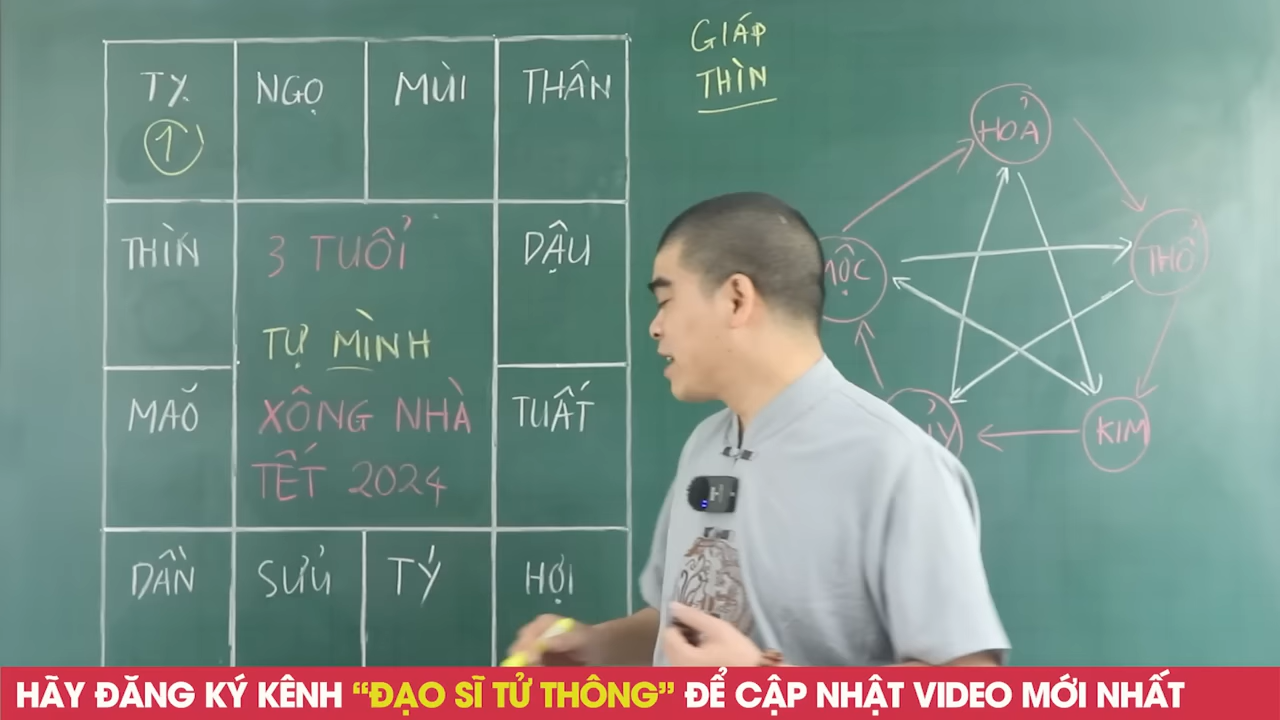 GIÁP
THÌN
TỴ
NGỌ
MÙI
THÂN
1
THÌN
3 TUỔI
DẬU
TỰ MÌNH
MAÕ
XÔNG NHÀ
TUẤT
TẾT 2024
DẦN
SỬU
TÝ
HỢI
HỎA
THỔ
MỘC
KIM
HÃY ĐĂNG KÝ KÊNH “ĐẠO SĨ TỬ THÔNG” ĐỂ CẬP NHẬT VIDEO MỚI NHẤT